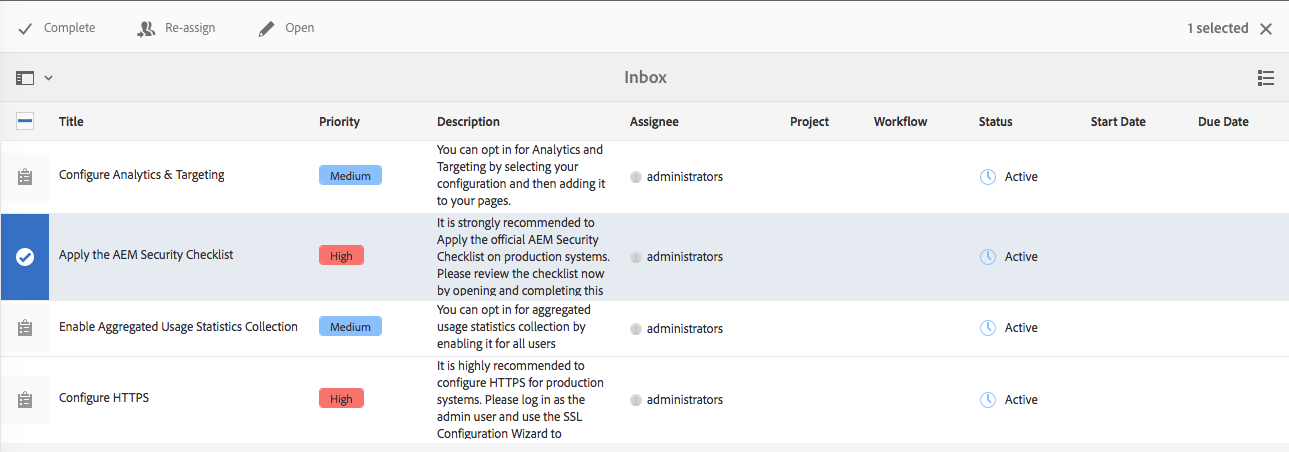 Complete Re-assign Open 1 selected
Inbox
Title Priority Description Assignee Project Workflow Status Start Date Due Date
Configure Analytics & Targeting
Medium
You can opt in for Analytics and
Targeting by selecting your
configuration and then adding it
to your pages.
administrators
Active
Apply the AEM Security Checklist
High
It is strongly recommended to
Apply the official AEM Security
Checklist on production systems.
Please review the checklist now
by opening and completing this
administrators
Active
Enable Aggregated Usage Statistics Collection
Medium
You can opt in for aggregated
usage statistics collection by
enabling it for all users
administrators
Active
Configure HTTPS
High
It is highly recommended to
configure HTTPS for production
systems. Please log in as the
admin user and use the SSL
Configuration Wizard to
administrators
Active